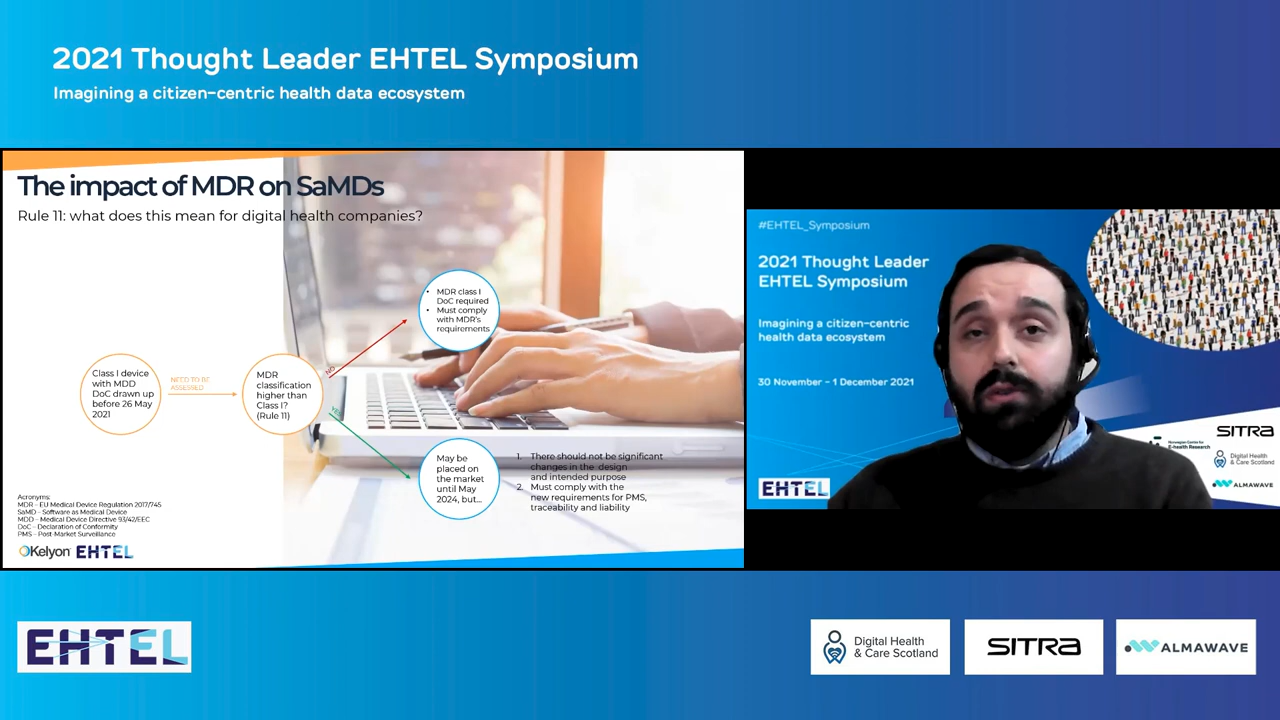 2021 Thought Leader EHTEL Symposium
Imagining a citizen-centric health data ecosystem
The impact of MDR on SaMDs
Rule 11: what does this mean for digital health companies?
Class I device
with MDD
DoC drawn up
before 26 May
2021
NEED TO BE
ASSESSED
MDR
classification
higher than
Class I?
(Rule 11)
NO
YES
• MDR class I
DoC required
• Must comply
with MDR's
requirements
May be
placed on
the market
until May
2024, but...
1. There should not be significant
changes in the design
and intended purpose
2. Must comply with the
new requirements for PMS,
traceability and liability
Acronyms:
MDR - EU Medical Device Regulation 2017/745
SaMD - Software as Medical Device
MDD - Medical Device Directive 93/42/EEC
DoC - Declaration of Conformity
PMS - Post-Market Surveillance
Kelyon EHTEL
#EHTEL_Symposium
2021 Thought Leader
EHTEL Symposium
Imagining a citizen-centric
health data ecosystem
30 November - 1 December 2021
EHTEL
SITRA
Norwegian Centre for
E-health Research
Digital Health
& Care Scotland
ALMAWAVE
EHTEL
Digital Health
& Care Scotland
SITRA
ALMAWAVE